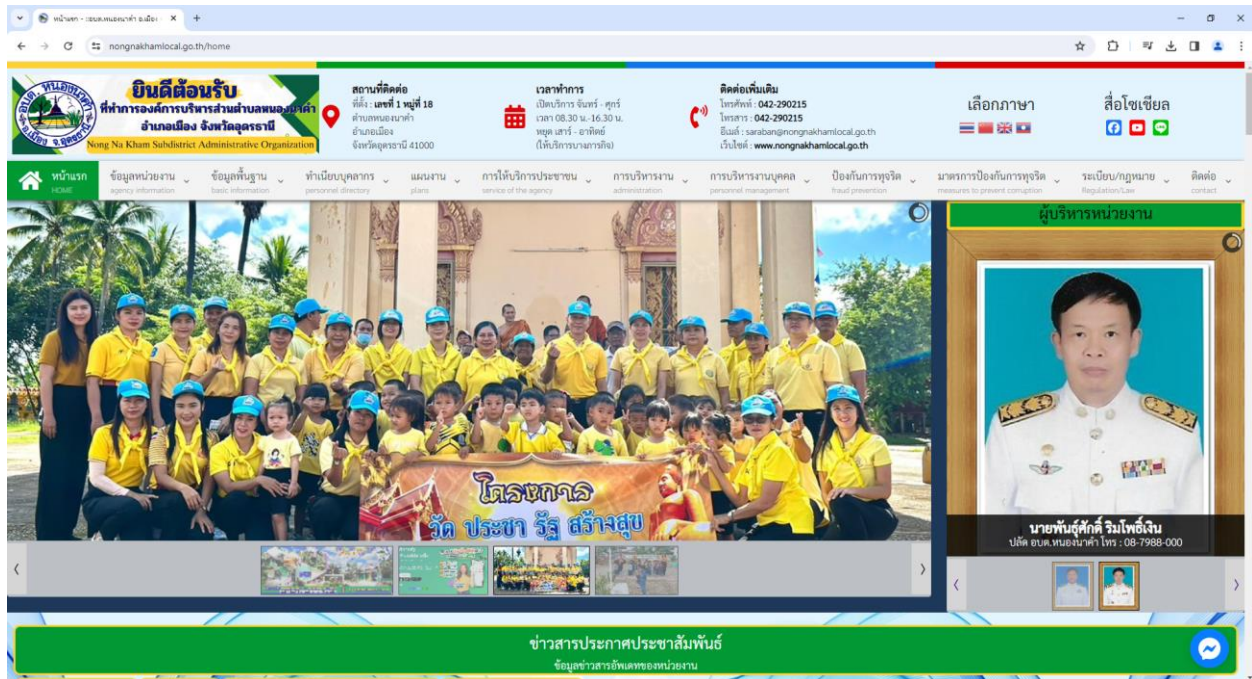 หน้าแรก - :::อบต.หนองนาคำ อ.เมือง
nongnakhamlocal.go.th/home
อบต. หนองนาคำ
อ.เมือง จ.อุดรธานี
ยินดีต้อนรับ
ที่ทำการองค์การบริหารส่วนตำบลหนองนาคำ
อำเภอเมือง จังหวัดอุดรธานี
Nong Na Kham Subdistrict Administrative Organization
สถานที่ติดต่อ
ที่ตั้ง : เลขที่ 1 หมู่ที่ 18
ตำบลหนองนาคำ
อำเภอเมือง
จังหวัดอุดรธานี 41000
เวลาทำการ
เปิดบริการ จันทร์ - ศุกร์
เวลา 08.30 น.-16.30 น.
หยุด เสาร์ - อาทิตย์
(ให้บริการบางภารกิจ)
ติดต่อเพิ่มเติม
โทรศัพท์ : 042-290215
โทรสาร : 042-290215
อีเมล์ : saraban@nongnakhamlocal.go.th
เว็บไซต์ : www.nongnakhamlocal.go.th
เลือกภาษา
สื่อโซเชียล
หน้าแรก
HOME
ข้อมูลหน่วยงาน
agency information
ข้อมูลพื้นฐาน
basic information
ทำเนียบบุคลากร
personnel directory
แผนงาน
plans
การให้บริการประชาชน
service of the agency
การบริหารงาน
administration
การบริหารงานบุคคล
personnel management
ป้องกันการทุจริต
fraud prevention
มาตรการป้องกันการทุจริต
measures to prevent corruption
ระเบียบ/กฎหมาย
Regulation/Law
ติดต่อ
contact
ผู้บริหารหน่วยงาน
โครงการ
วัด ประชา รัฐ สร้างสุข
นายพันธุ์ศักดิ์ ริมโพธิ์เงิน
ปลัด อบต.หนองนาคำ โทร : 08-7988-000
ข่าวสารประกาศประชาสัมพันธ์
ข้อมูลข่าวสารอัพเดทของหน่วยงาน